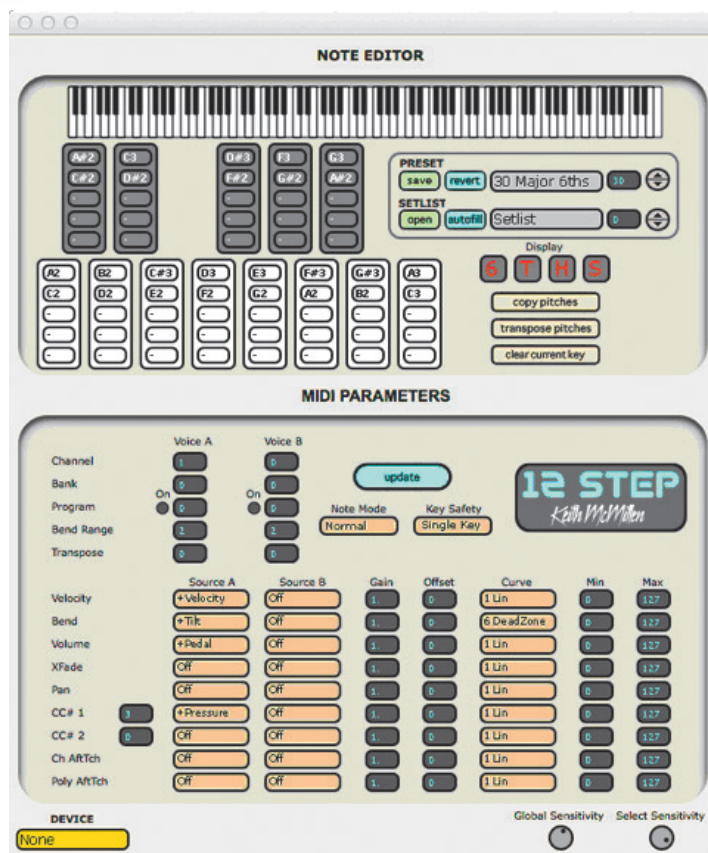 NOTE EDITOR
A#2 C3 D#3 F3 G3
C#2 D#2 F#2 G#2 A#2
- - - - -
- - - - -
- - - - -
PRESET
save revert 30 Major 6ths 30
SETLIST
open autofill Setlist 0
Display
6 T H S
A2 B2 C#3 D3 E3 F#3 G#3 A3
C2 D2 E2 F2 G2 A2 B2 C3
- - - - - - - -
- - - - - - - -
- - - - - - - -
copy pitches
transpose pitches
clear current key
MIDI PARAMETERS
Voice A Voice B
Channel 1 0
Bank 0 0
On On
Program 0 0
Bend Range 2 2
Transpose 0 0
update
Note Mode Key Safety
Normal Single Key
12 STEP
Keith McMillen
Source A Source B Gain Offset Curve Min Max
Velocity +Velocity Off 1. 0 1 Lin 0 127
Bend +Tilt Off 1. 0 6 DeadZone 0 127
Volume +Pedal Off 1. 0 1 Lin 0 127
XFade Off Off 1. 0 1 Lin 0 127
Pan Off Off 1. 0 1 Lin 0 127
CC# 1 3 +Pressure Off 1. 0 1 Lin 0 127
CC# 2 0 Off Off 1. 0 1 Lin 0 127
Ch AftTch Off Off 1. 0 1 Lin 0 127
Poly AftTch Off Off 1. 0 1 Lin 0 127
DEVICE
None
Global Sensitivity Select Sensitivity